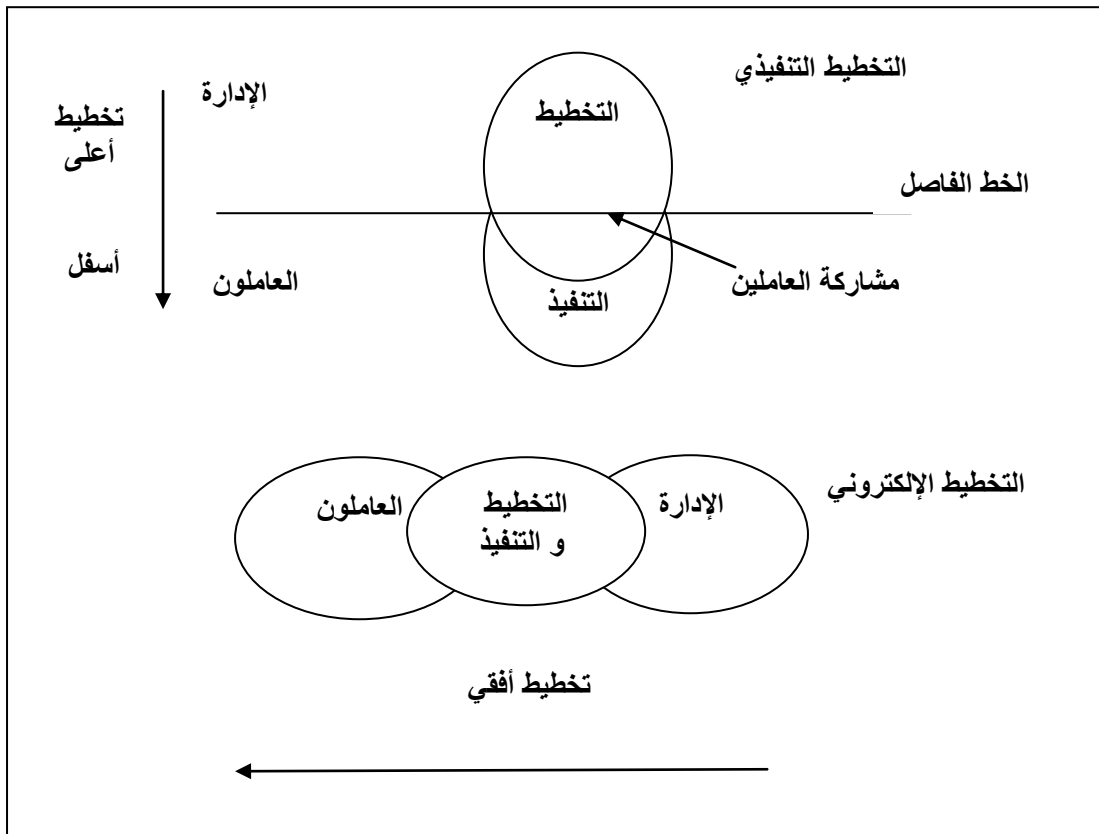 التخطيط التنفيذي
التخطيط
الإدارة
تخطيط
أعلى
الخط الفاصل
أسفل
العاملون
مشاركة العاملين
التنفيذ
التخطيط الإلكتروني
الإدارة
التخطيط
و التنفيذ
العاملون
تخطيط أفقي